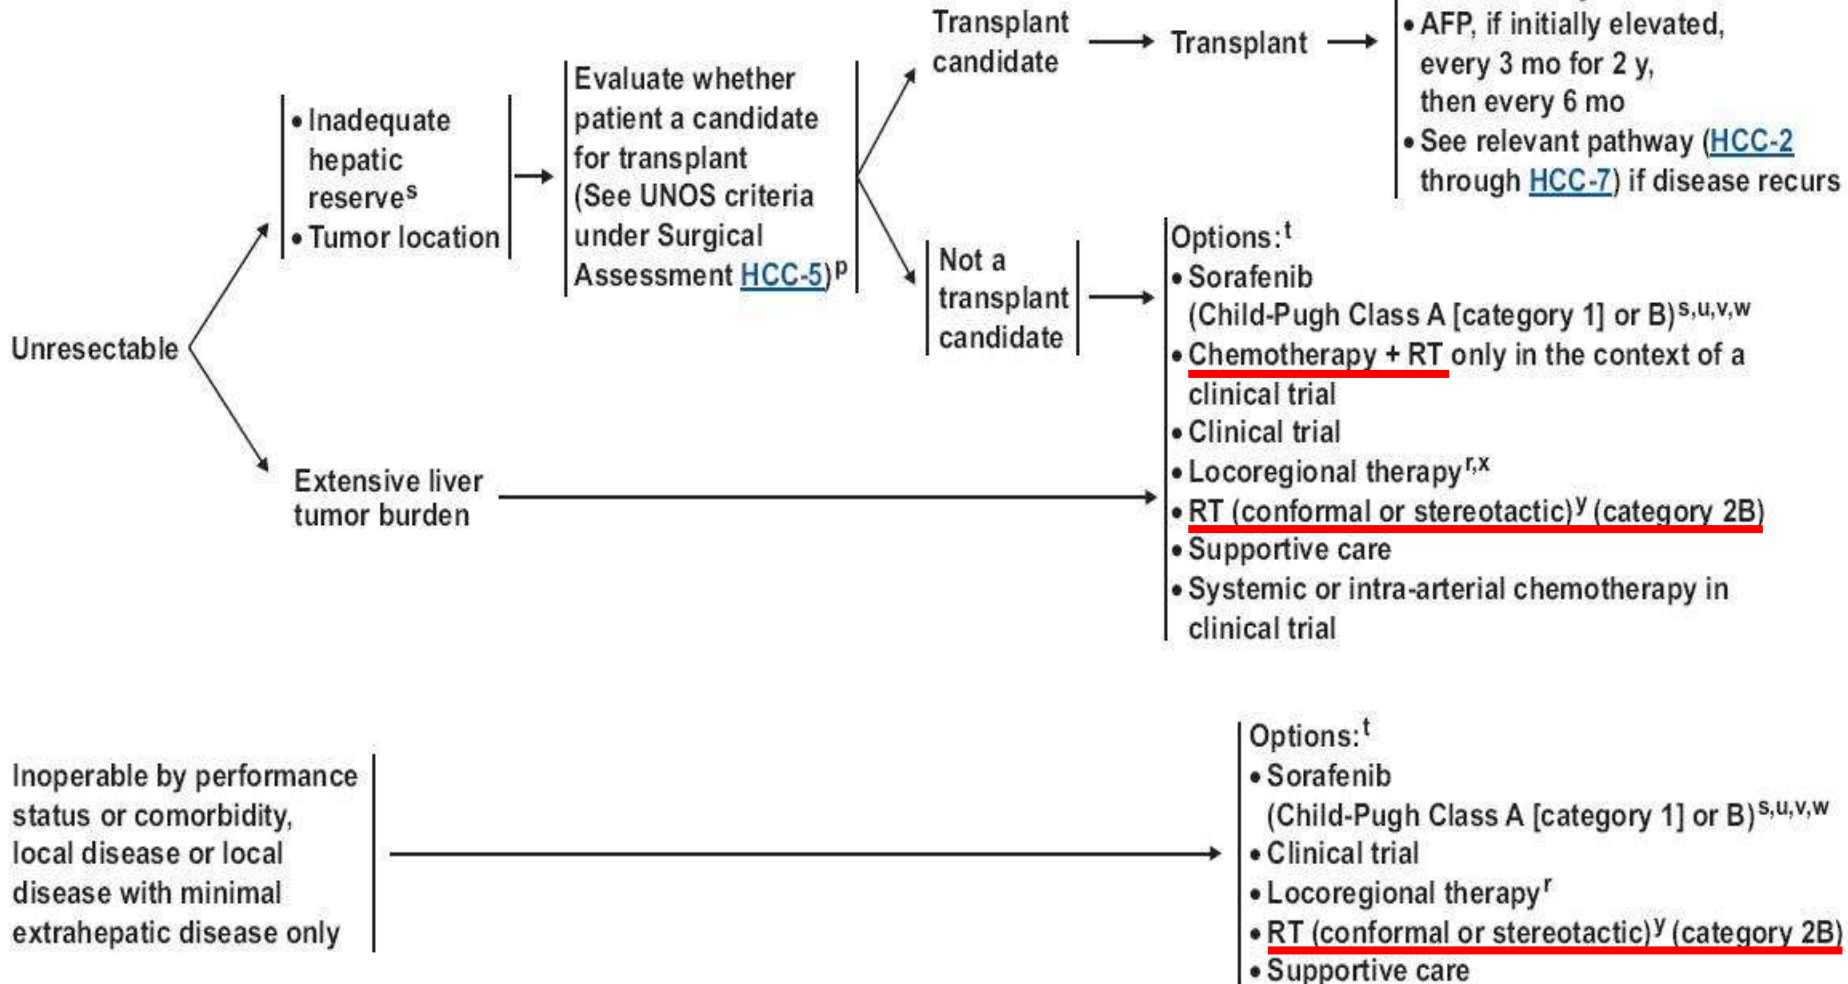 Transplant
candidate
Transplant
• AFP, if initially elevated,
every 3 mo for 2 y,
then every 6 mo
• See relevant pathway (HCC-2
through HCC-7) if disease recurs
Evaluate whether
patient a candidate
for transplant
(See UNOS criteria
under Surgical
Assessment HCC-5)p
• Inadequate
hepatic
reserves
• Tumor location
Not a
transplant
candidate
Options:t
• Sorafenib
(Child-Pugh Class A [category 1] or B)s,u,v,w
• Chemotherapy + RT only in the context of a
clinical trial
• Clinical trial
• Locoregional therapyr,x
• RT (conformal or stereotactic)y (category 2B)
• Supportive care
• Systemic or intra-arterial chemotherapy in
clinical trial
Unresectable
Extensive liver
tumor burden
Inoperable by performance
status or comorbidity,
local disease or local
disease with minimal
extrahepatic disease only
Options:t
• Sorafenib
(Child-Pugh Class A [category 1] or B)s,u,v,w
• Clinical trial
• Locoregional therapyr
• RT (conformal or stereotactic)y (category 2B)
• Supportive care